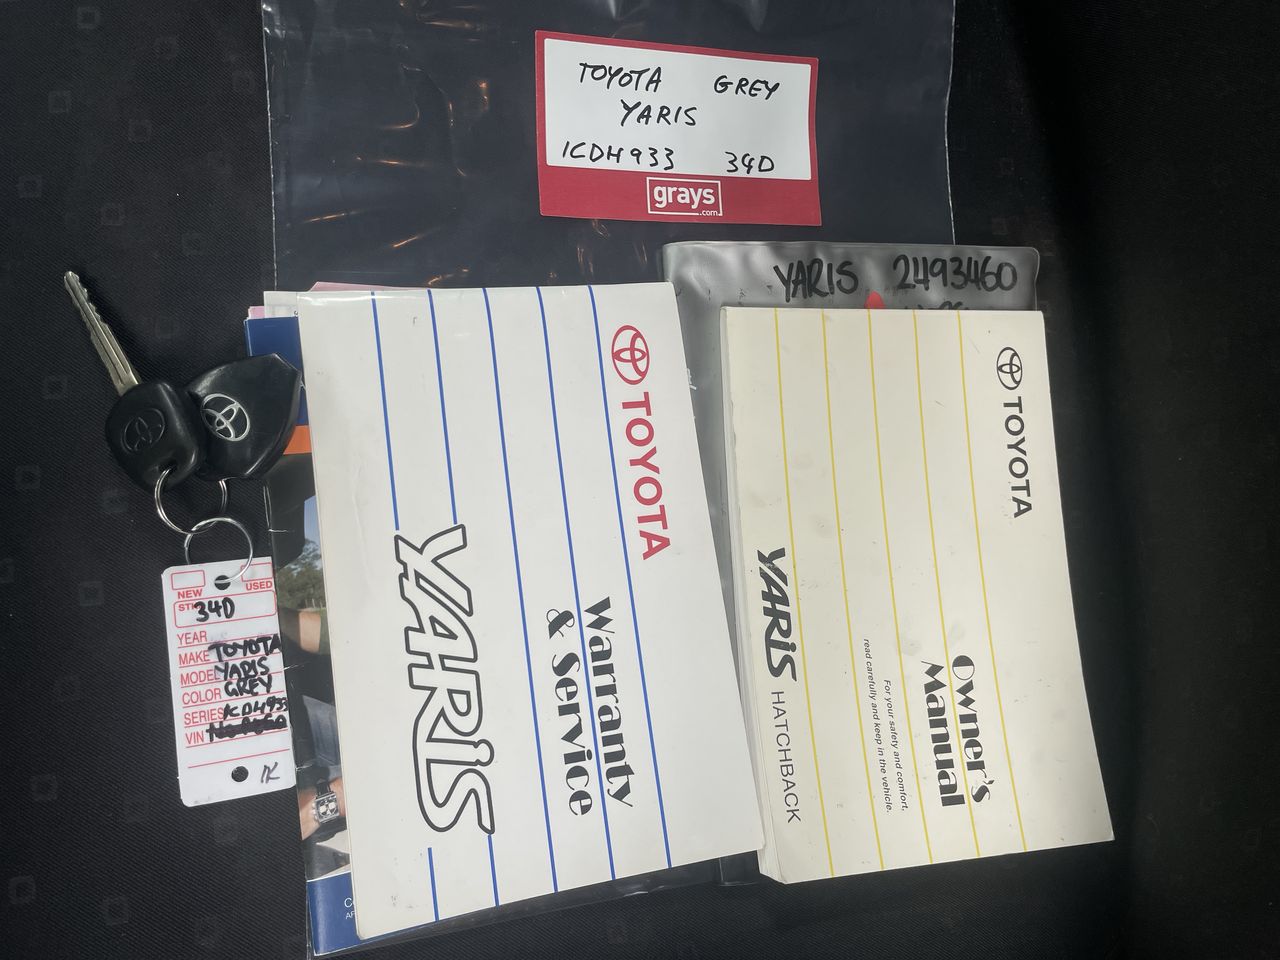 TOYOTA GREY
YARIS
1CDH933 34D
grays
.com
YARIS 2493460
TOYOTA
YARiS
Warranty
& Service
TOYOTA
YARiS HATCHBACK
Owner's
Manual
For your safety and comfort,
read carefully and keep in the vehicle.
NEW USED
34D
YEAR
MAKE TOYOTA
MODEL YARIS
COLOR GREY
SERIES 1CDH933
VIN
1K